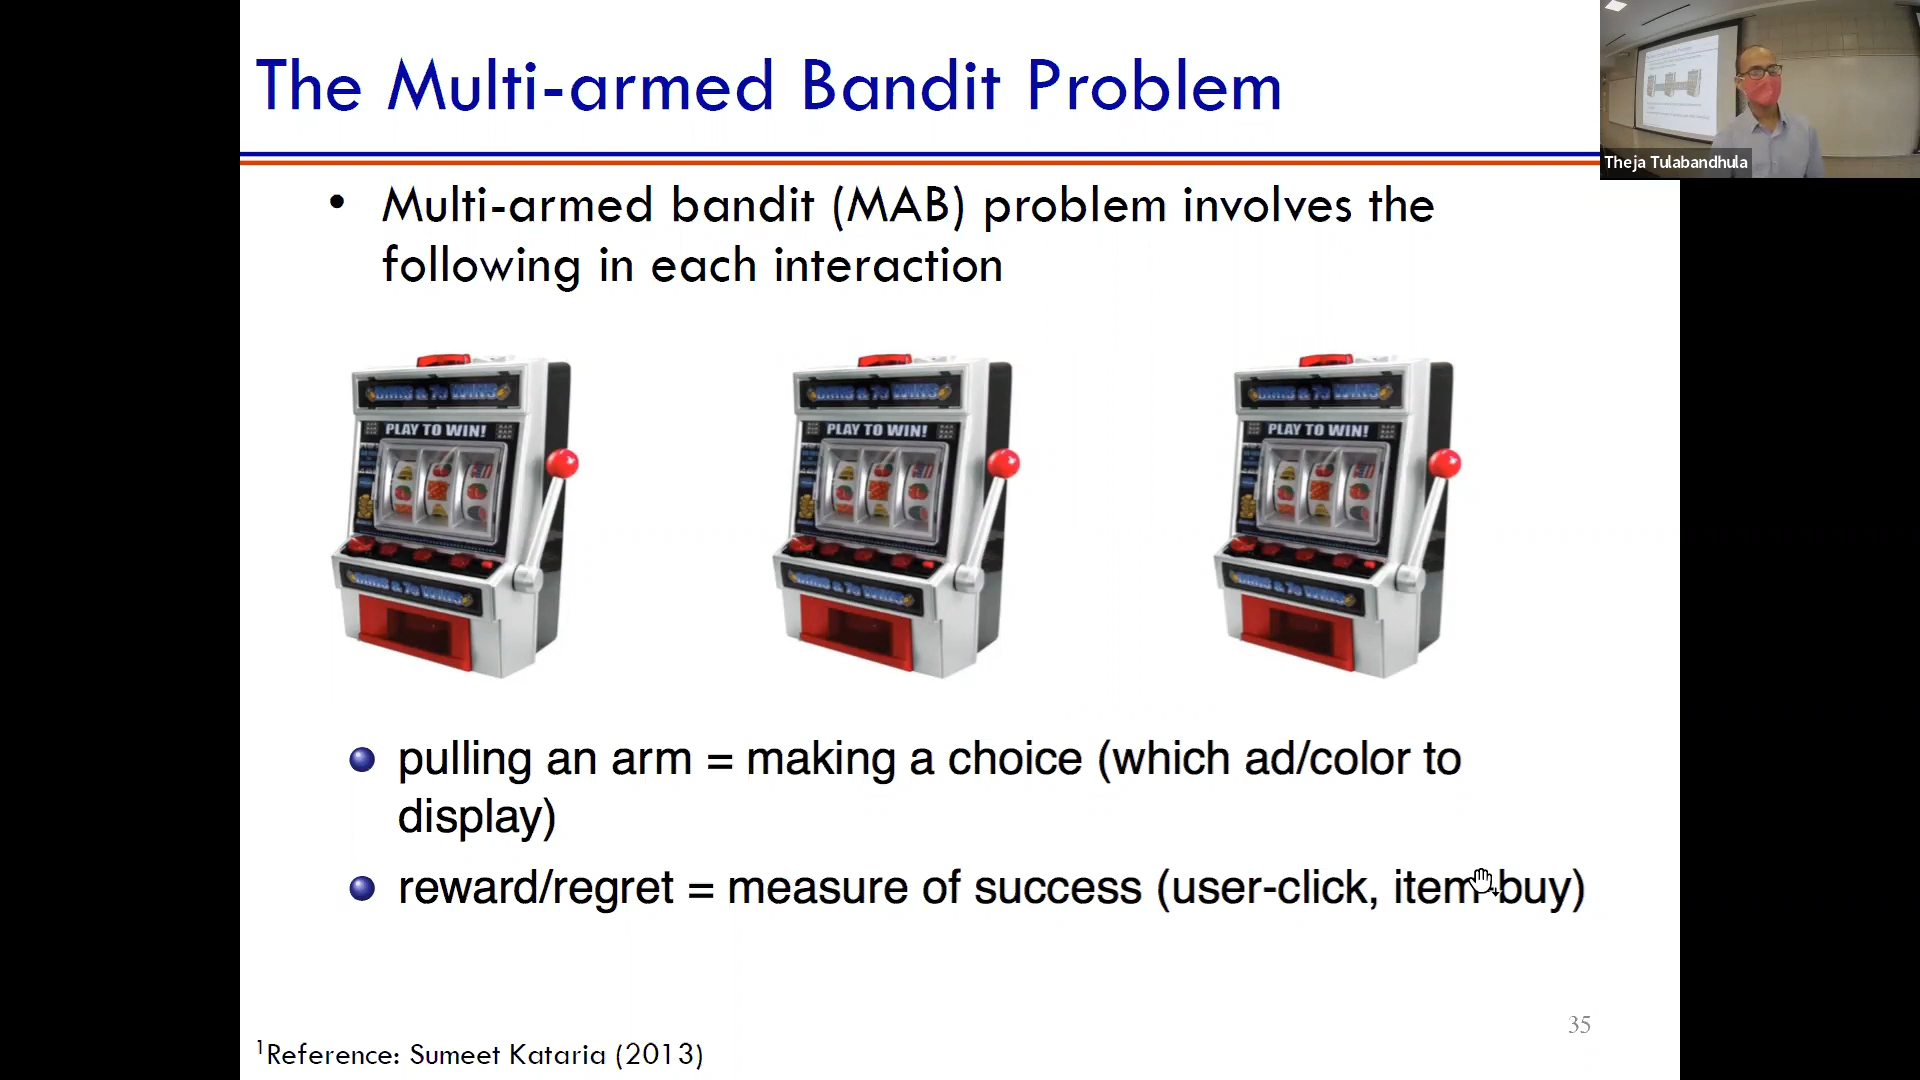 The Multi-armed Bandit Problem
Theja Tulabandhula
• Multi-armed bandit (MAB) problem involves the
following in each interaction
PLAY TO WIN!
PLAY TO WIN!
PLAY TO WIN!
pulling an arm = making a choice (which ad/color to
display)
reward/regret = measure of success (user-click, item-buy)
35
1Reference: Sumeet Kataria (2013)